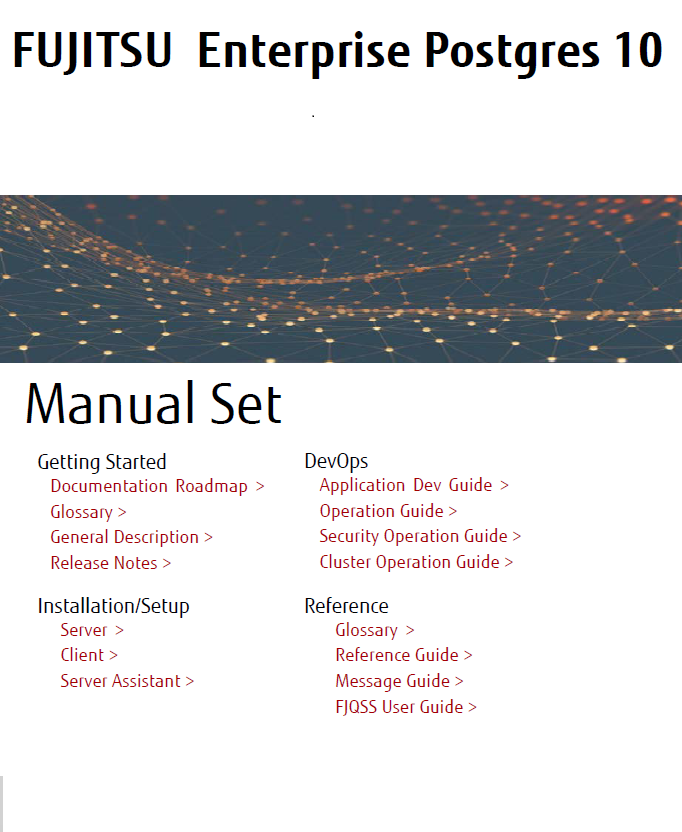 FUJITSU Enterprise Postgres 10
.
Manual Set
Getting Started
Documentation Roadmap >
Glossary >
General Description >
Release Notes >
Installation/Setup
Server >
Client >
Server Assistant >
DevOps
Application Dev Guide >
Operation Guide >
Security Operation Guide >
Cluster Operation Guide >
Reference
Glossary >
Reference Guide >
Message Guide >
FJQSS User Guide >